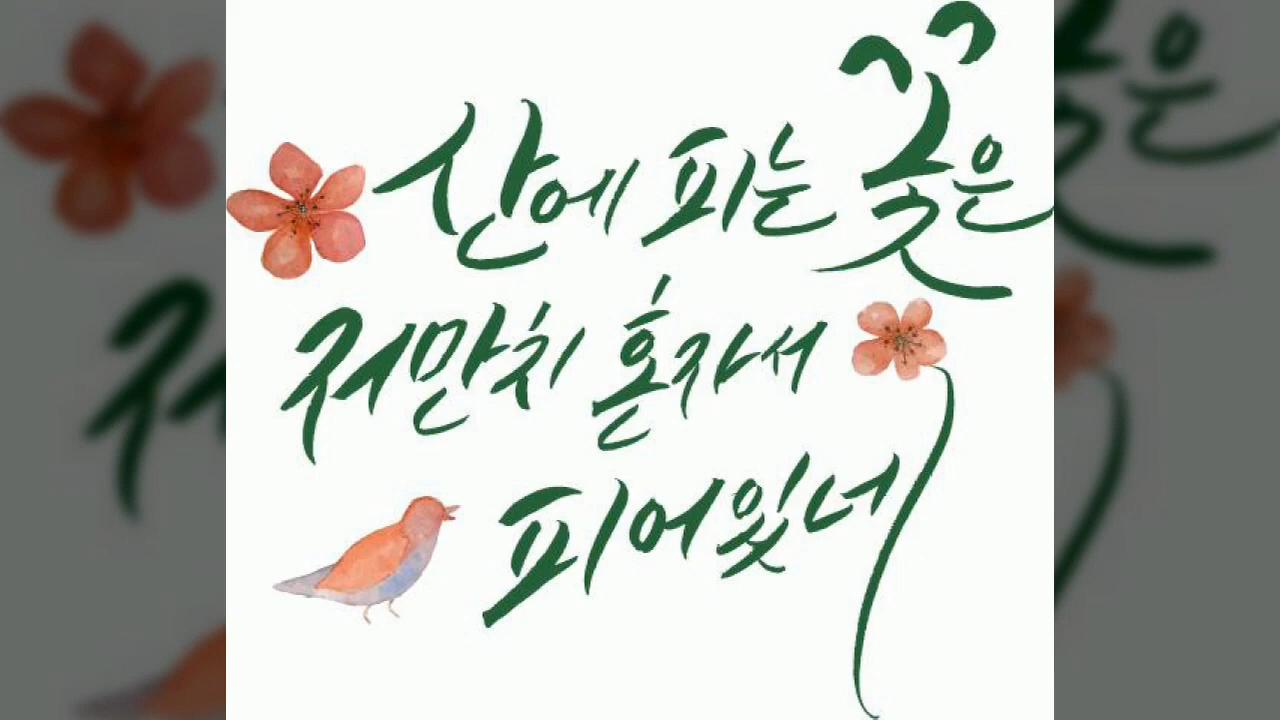 산에 피는 꽃은
저만치 혼자서
피어있네